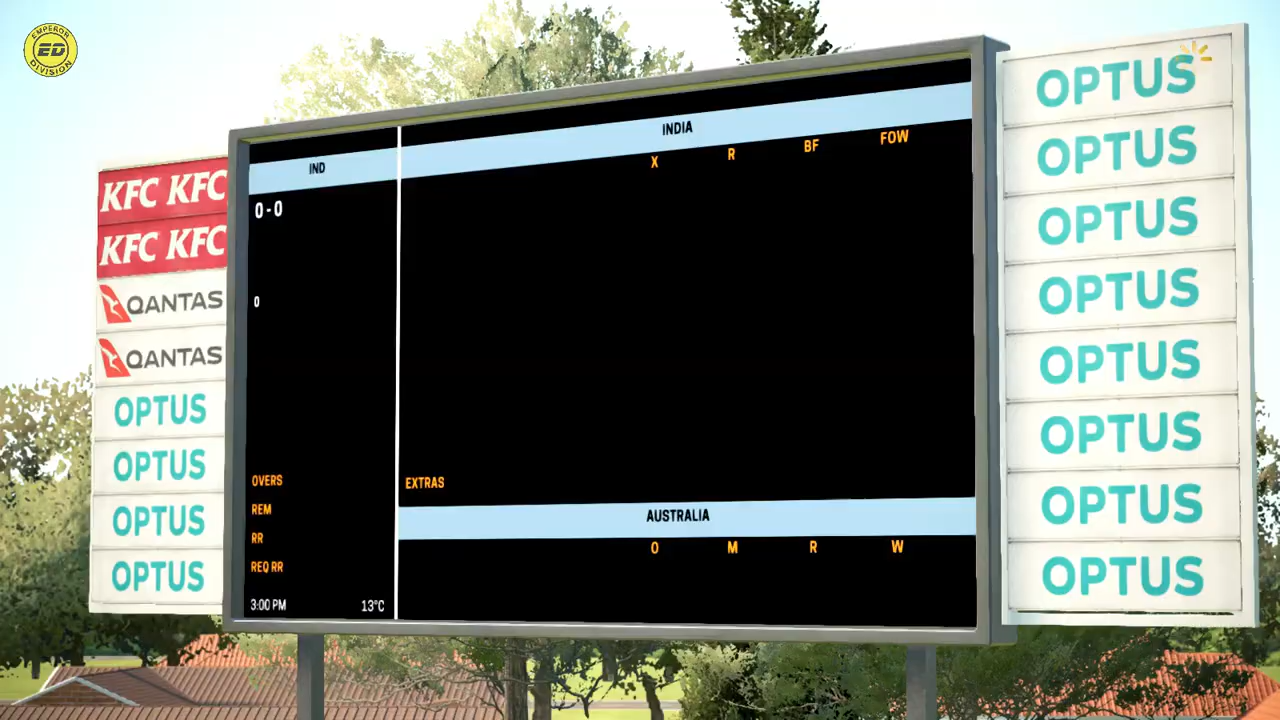 EMPEROR
ED
DIVISION
KFC KFC
KFC KFC
QANTAS
QANTAS
OPTUS
OPTUS
OPTUS
OPTUS
IND
0 - 0
0
OVERS
REM
RR
REQ RR
3:00 PM 13°C
INDIA
X R BF FOW
EXTRAS
AUSTRALIA
O M R W
OPTUS
OPTUS
OPTUS
OPTUS
OPTUS
OPTUS
OPTUS
OPTUS